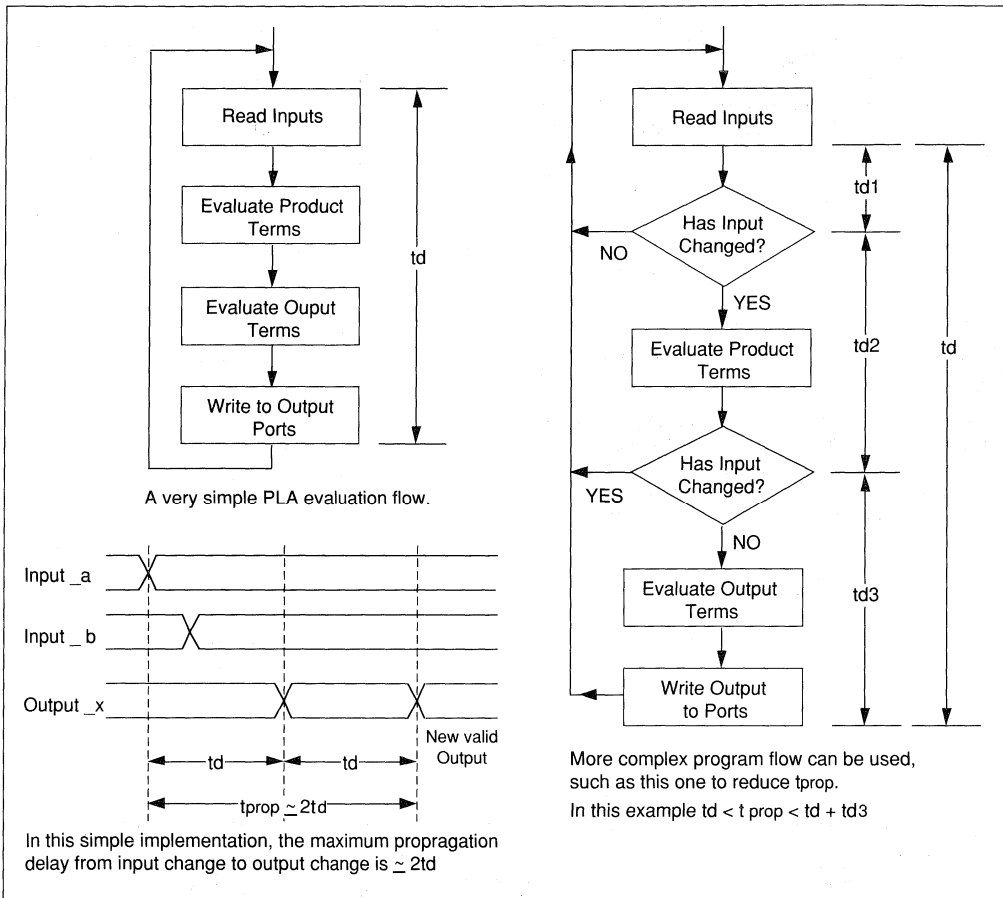 Read Inputs
Evaluate Product
Terms
Evaluate Ouput
Terms
Write to Output
Ports
td
A very simple PLA evaluation flow.
Input _a
Input _ b
Output _x
New valid
Output
td
td
tprop ≃ 2td
In this simple implementation, the maximum propragation
delay from input change to output change is ≃ 2td
Read Inputs
Has Input
Changed?
NO
YES
Evaluate Product
Terms
Has Input
Changed?
YES
NO
Evaluate Output
Terms
Write Output
to Ports
td1
td2
td3
td
More complex program flow can be used,
such as this one to reduce tprop.
In this example td < t prop < td + td3